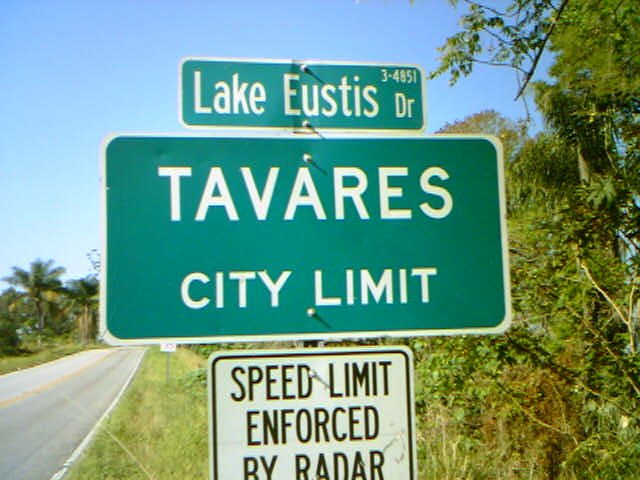 3-4851
Lake Eustis Dr
TAVARES
CITY LIMIT
SPEED LIMIT
ENFORCED
BY RADAR